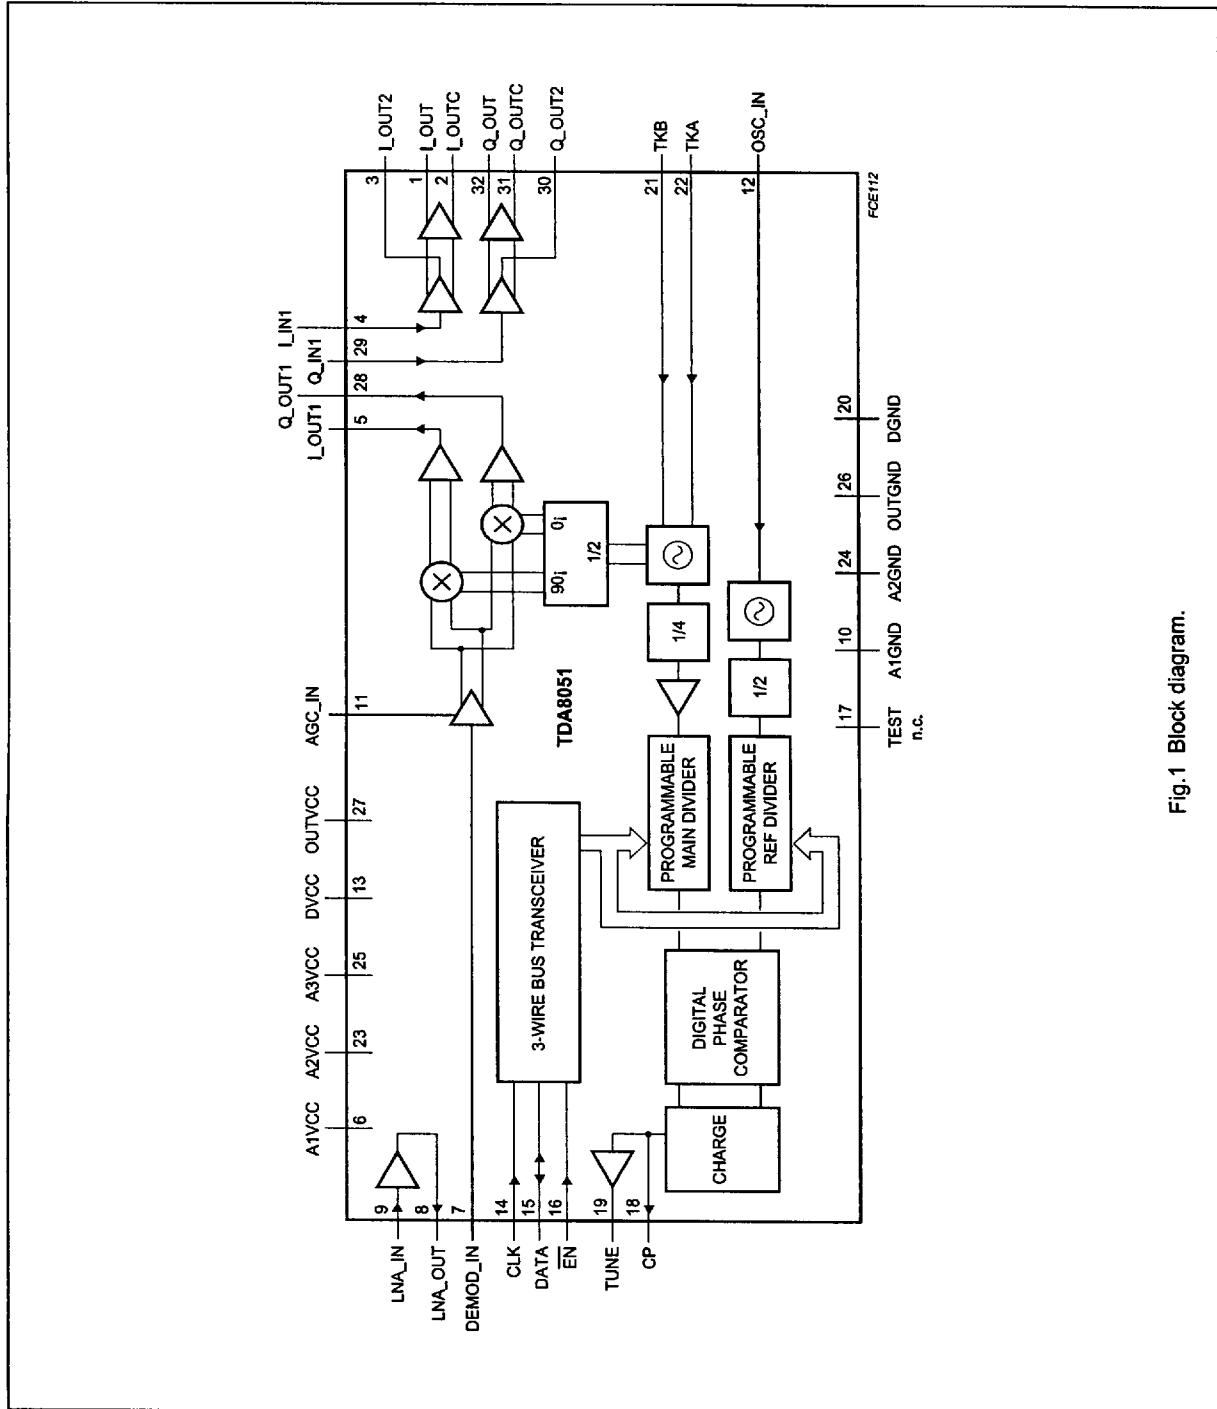 A1VCC
A2VCC
A3VCC
DVCC
OUTVCC
AGC_IN
I_OUT1
Q_OUT1
Q_IN1
I_IN1
6
23
25
13
27
11
5
28
29
4
LNA_IN
9
LNA_OUT
8
DEMOD_IN
7
CLK
14
DATA
15
EN
16
TUNE
19
CP
18
3
I_OUT2
1
I_OUT
2
I_OUTC
32
Q_OUT
31
Q_OUTC
30
Q_OUT2
21
TKB
22
TKA
12
OSC_IN
3-WIRE BUS TRANSCEIVER
TDA8051
90¡
0¡
1/2
1/4
PROGRAMMABLE
MAIN DIVIDER
1/2
PROGRAMMABLE
REF DIVIDER
DIGITAL
PHASE
COMPARATOR
CHARGE
17
10
24
26
20
TEST
n.c.
A1GND
A2GND
OUTGND
DGND
FCE112
Fig.1 Block diagram.